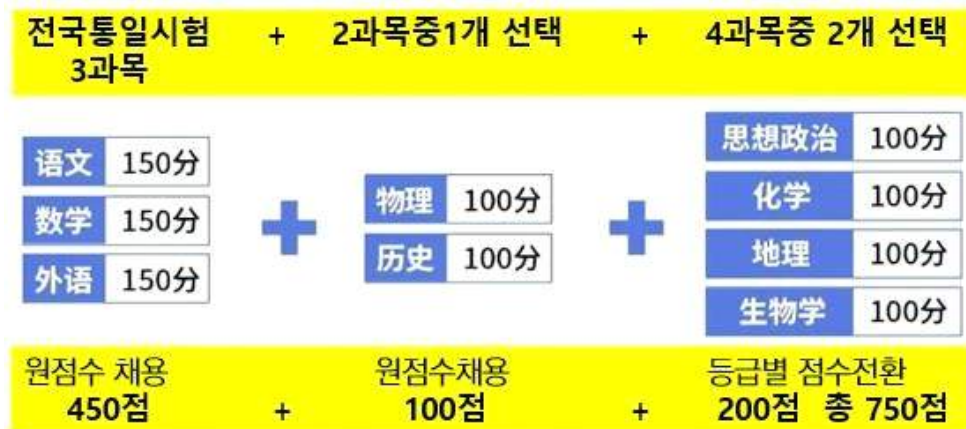 전국통일시험 + 2과목중1개 선택 + 4과목중 2개 선택
3과목
语文 150分
数学 150分
外语 150分
物理 100分
历史 100分
思想政治 100分
化学 100分
地理 100分
生物学 100分
원점수 채용 원점수채용 등급별 점수전환
450점 + 100점 + 200점 총 750점